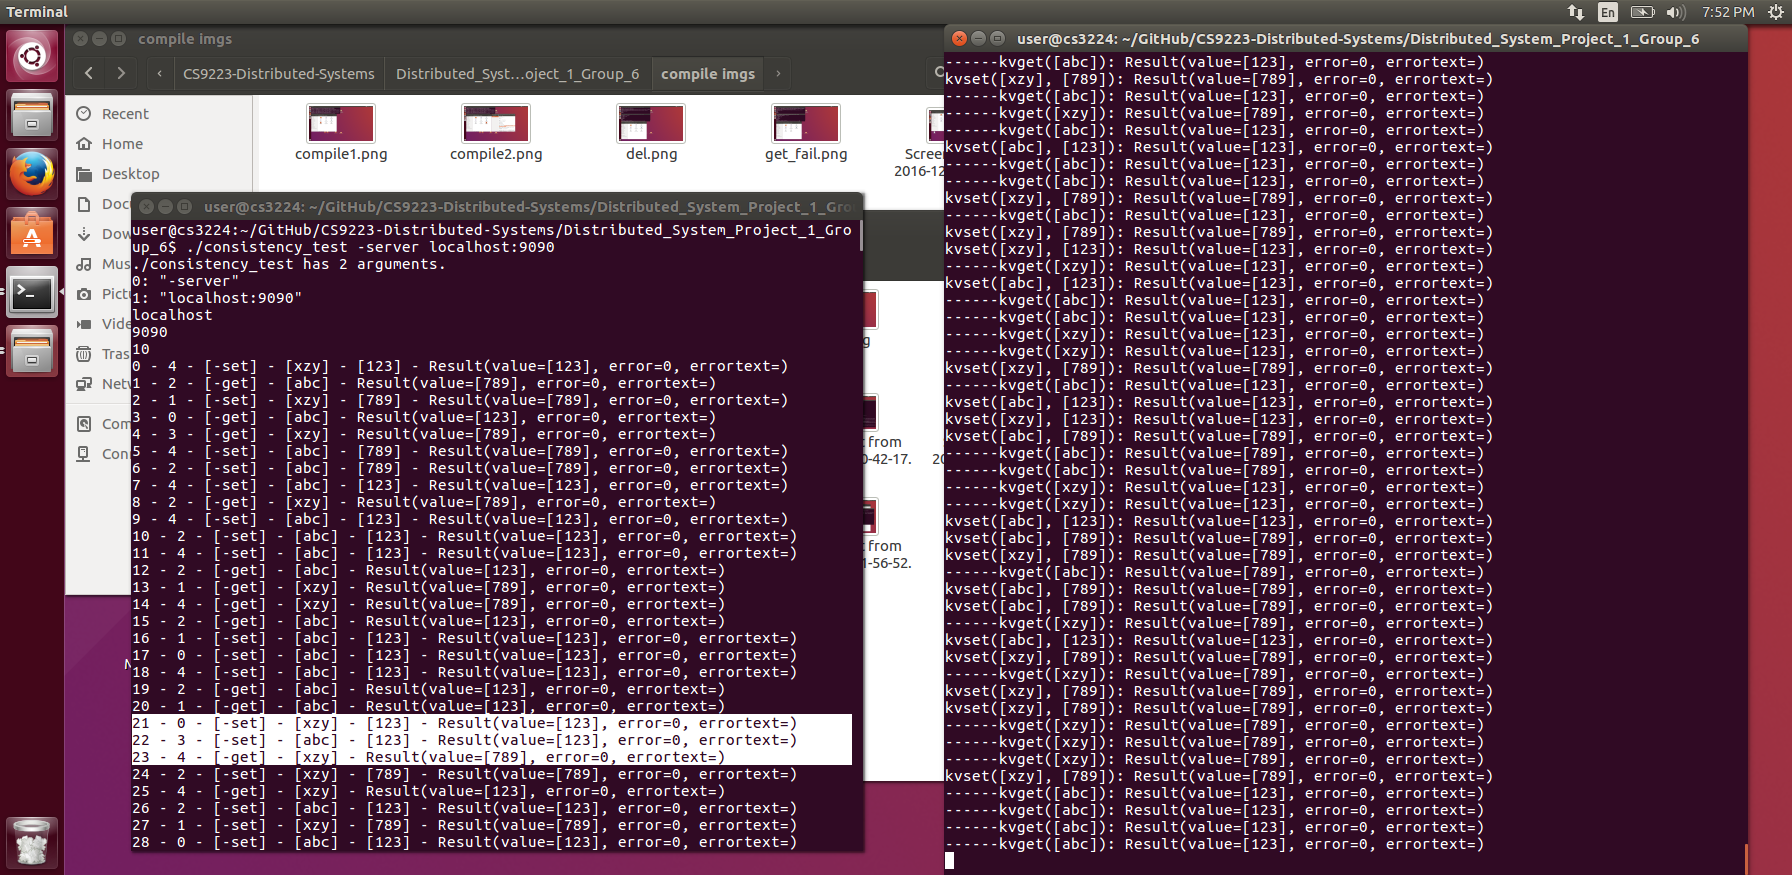 Terminal
En
7:52 PM
compile imgs
CS9223-Distributed-Systems
Distributed_Syst...oject_1_Group_6
compile imgs
Recent
Home
Desktop
compile1.png
compile2.png
del.png
get_fail.png
user@cs3224: ~/GitHub/CS9223-Distributed-Systems/Distributed_System_Project_1_Gro
user@cs3224:~/GitHub/CS9223-Distributed-Systems/Distributed_System_Project_1_Gro
up_6$ ./consistency_test -server localhost:9090
./consistency_test has 2 arguments.
0: "-server"
1: "localhost:9090"
localhost
9090
10
0 - 4 - [-set] - [xzy] - [123] - Result(value=[123], error=0, errortext=)
1 - 2 - [-get] - [abc] - Result(value=[789], error=0, errortext=)
2 - 1 - [-set] - [xzy] - [789] - Result(value=[789], error=0, errortext=)
3 - 0 - [-get] - [abc] - Result(value=[123], error=0, errortext=)
4 - 3 - [-get] - [xzy] - Result(value=[789], error=0, errortext=)
5 - 4 - [-set] - [abc] - [789] - Result(value=[789], error=0, errortext=)
6 - 2 - [-set] - [abc] - [789] - Result(value=[789], error=0, errortext=)
7 - 4 - [-set] - [abc] - [123] - Result(value=[123], error=0, errortext=)
8 - 2 - [-get] - [xzy] - Result(value=[789], error=0, errortext=)
9 - 4 - [-set] - [abc] - [123] - Result(value=[123], error=0, errortext=)
10 - 2 - [-set] - [abc] - [123] - Result(value=[123], error=0, errortext=)
11 - 4 - [-set] - [abc] - [123] - Result(value=[123], error=0, errortext=)
12 - 2 - [-get] - [abc] - Result(value=[123], error=0, errortext=)
13 - 1 - [-get] - [xzy] - Result(value=[789], error=0, errortext=)
14 - 4 - [-get] - [xzy] - Result(value=[789], error=0, errortext=)
15 - 2 - [-get] - [abc] - Result(value=[123], error=0, errortext=)
16 - 1 - [-set] - [abc] - [123] - Result(value=[123], error=0, errortext=)
17 - 0 - [-set] - [abc] - [123] - Result(value=[123], error=0, errortext=)
18 - 4 - [-set] - [abc] - [123] - Result(value=[123], error=0, errortext=)
19 - 2 - [-get] - [abc] - Result(value=[123], error=0, errortext=)
20 - 1 - [-get] - [abc] - Result(value=[123], error=0, errortext=)
21 - 0 - [-set] - [xzy] - [123] - Result(value=[123], error=0, errortext=)
22 - 3 - [-set] - [abc] - [123] - Result(value=[123], error=0, errortext=)
23 - 4 - [-get] - [xzy] - Result(value=[789], error=0, errortext=)
24 - 2 - [-set] - [xzy] - [789] - Result(value=[789], error=0, errortext=)
25 - 4 - [-get] - [xzy] - Result(value=[123], error=0, errortext=)
26 - 2 - [-set] - [abc] - [123] - Result(value=[123], error=0, errortext=)
27 - 1 - [-set] - [xzy] - [789] - Result(value=[789], error=0, errortext=)
28 - 0 - [-set] - [abc] - [123] - Result(value=[123], error=0, errortext=)
from
0-42-17.
20
from
1-56-52.
user@cs3224: ~/GitHub/CS9223-Distributed-Systems/Distributed_System_Project_1_Group_6
------kvget([abc]): Result(value=[123], error=0, errortext=)
kvset([xzy], [789]): Result(value=[789], error=0, errortext=)
------kvget([abc]): Result(value=[123], error=0, errortext=)
------kvget([xzy]): Result(value=[789], error=0, errortext=)
------kvget([abc]): Result(value=[123], error=0, errortext=)
kvset([abc], [123]): Result(value=[123], error=0, errortext=)
------kvget([abc]): Result(value=[123], error=0, errortext=)
------kvget([abc]): Result(value=[123], error=0, errortext=)
kvset([xzy], [789]): Result(value=[789], error=0, errortext=)
------kvget([abc]): Result(value=[123], error=0, errortext=)
kvset([xzy], [789]): Result(value=[789], error=0, errortext=)
kvset([xzy], [123]): Result(value=[123], error=0, errortext=)
------kvget([xzy]): Result(value=[123], error=0, errortext=)
kvset([abc], [123]): Result(value=[123], error=0, errortext=)
------kvget([abc]): Result(value=[123], error=0, errortext=)
------kvget([abc]): Result(value=[123], error=0, errortext=)
------kvget([xzy]): Result(value=[123], error=0, errortext=)
------kvget([xzy]): Result(value=[123], error=0, errortext=)
kvset([xzy], [789]): Result(value=[789], error=0, errortext=)
------kvget([abc]): Result(value=[123], error=0, errortext=)
kvset([abc], [123]): Result(value=[123], error=0, errortext=)
kvset([xzy], [123]): Result(value=[123], error=0, errortext=)
kvset([abc], [789]): Result(value=[789], error=0, errortext=)
------kvget([abc]): Result(value=[789], error=0, errortext=)
------kvget([abc]): Result(value=[789], error=0, errortext=)
------kvget([xzy]): Result(value=[123], error=0, errortext=)
------kvget([xzy]): Result(value=[123], error=0, errortext=)
kvset([abc], [123]): Result(value=[123], error=0, errortext=)
kvset([abc], [789]): Result(value=[789], error=0, errortext=)
kvset([xzy], [789]): Result(value=[789], error=0, errortext=)
------kvget([abc]): Result(value=[789], error=0, errortext=)
kvset([abc], [789]): Result(value=[789], error=0, errortext=)
kvset([abc], [789]): Result(value=[789], error=0, errortext=)
------kvget([xzy]): Result(value=[789], error=0, errortext=)
kvset([abc], [123]): Result(value=[123], error=0, errortext=)
kvset([xzy], [789]): Result(value=[789], error=0, errortext=)
------kvget([xzy]): Result(value=[789], error=0, errortext=)
kvset([xzy], [789]): Result(value=[789], error=0, errortext=)
kvset([xzy], [789]): Result(value=[789], error=0, errortext=)
------kvget([xzy]): Result(value=[789], error=0, errortext=)
------kvget([xzy]): Result(value=[789], error=0, errortext=)
------kvget([xzy]): Result(value=[789], error=0, errortext=)
kvset([xzy], [789]): Result(value=[789], error=0, errortext=)
------kvget([abc]): Result(value=[123], error=0, errortext=)
------kvget([abc]): Result(value=[123], error=0, errortext=)
------kvget([abc]): Result(value=[123], error=0, errortext=)
------kvget([abc]): Result(value=[123], error=0, errortext=)